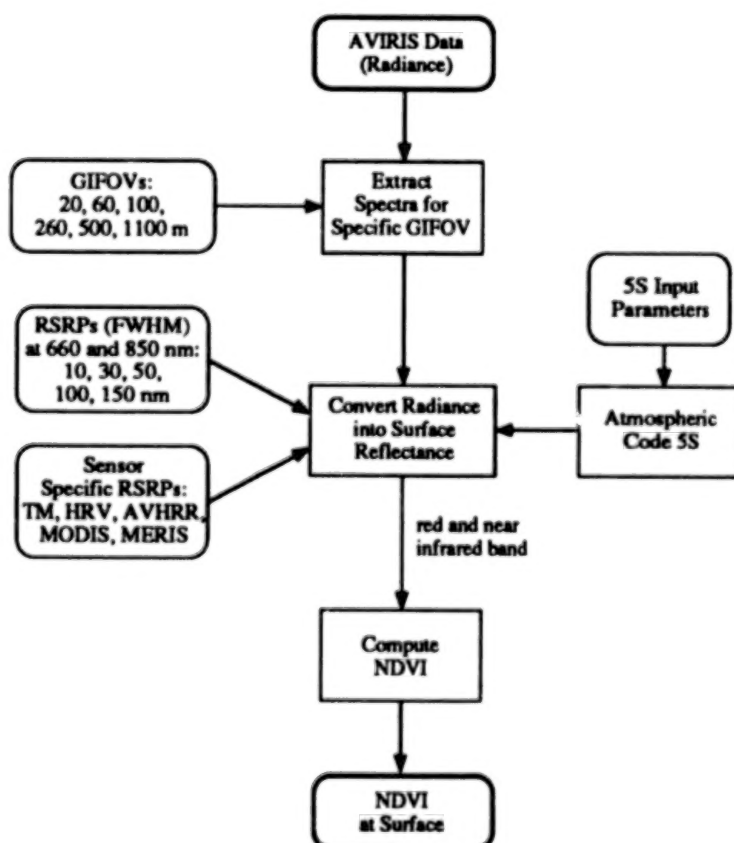 AVIRIS Data
(Radiance)
GIFOVs:
20, 60, 100,
260, 500, 1100 m
Extract
Spectra for
Specific GIFOV
5S Input
Parameters
RSRPs (FWHM)
at 660 and 850 nm:
10, 30, 50,
100, 150 nm
Convert Radiance
into Surface
Reflectance
Atmospheric
Code 5S
Sensor
Specific RSRPs:
TM, HRV, AVHRR,
MODIS, MERIS
red and near
infrared band
Compute
NDVI
NDVI
at Surface